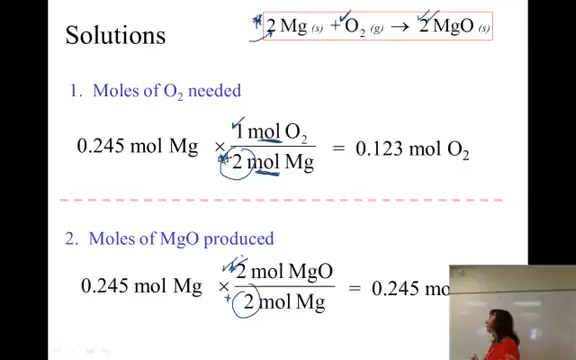 2 Mg (s) + O2 (g) → 2 MgO (s)
Solutions
1. Moles of O2 needed
0.245 mol Mg × 1 mol O2 / 2 mol Mg = 0.123 mol O2
2. Moles of MgO produced
0.245 mol Mg × 2 mol MgO / 2 mol Mg = 0.245 mo